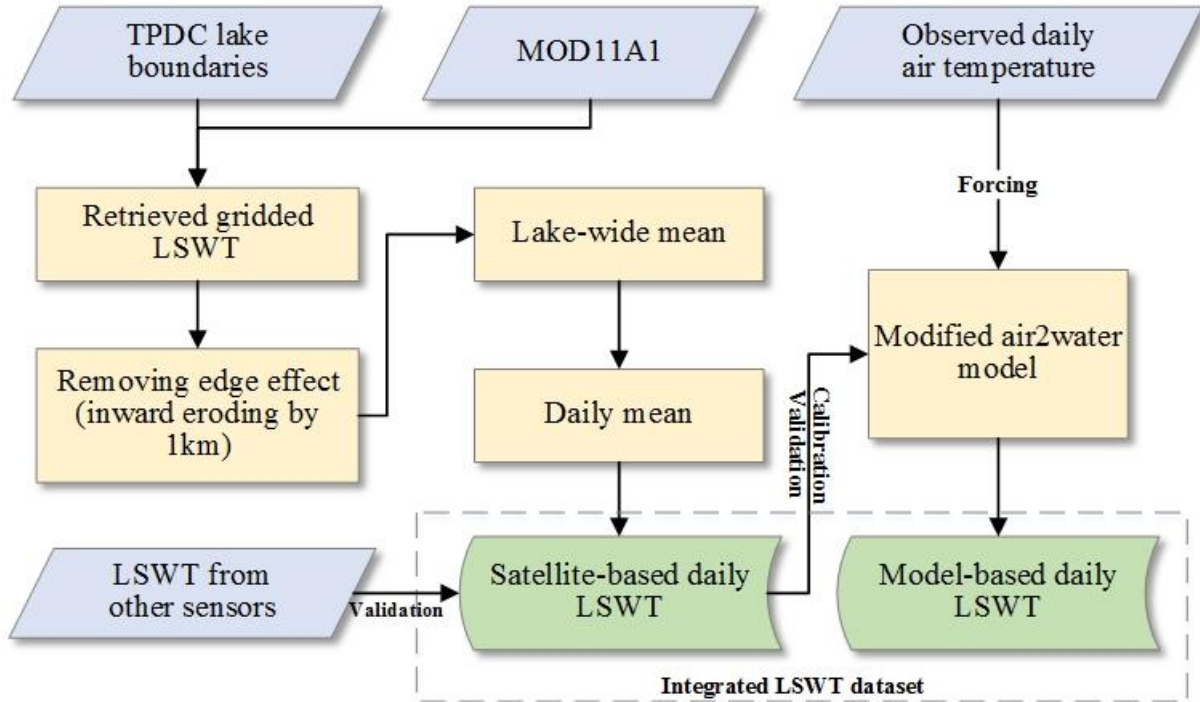 TPDC lake
boundaries
MOD11A1
Observed daily
air temperature
Forcing
Retrieved gridded
LSWT
Lake-wide mean
Modified air2water
model
Removing edge effect
(inward eroding by
1km)
Daily mean
Calibration
Validation
LSWT from
other sensors
Validation
Satellite-based daily
LSWT
Model-based daily
LSWT
Integrated LSWT dataset